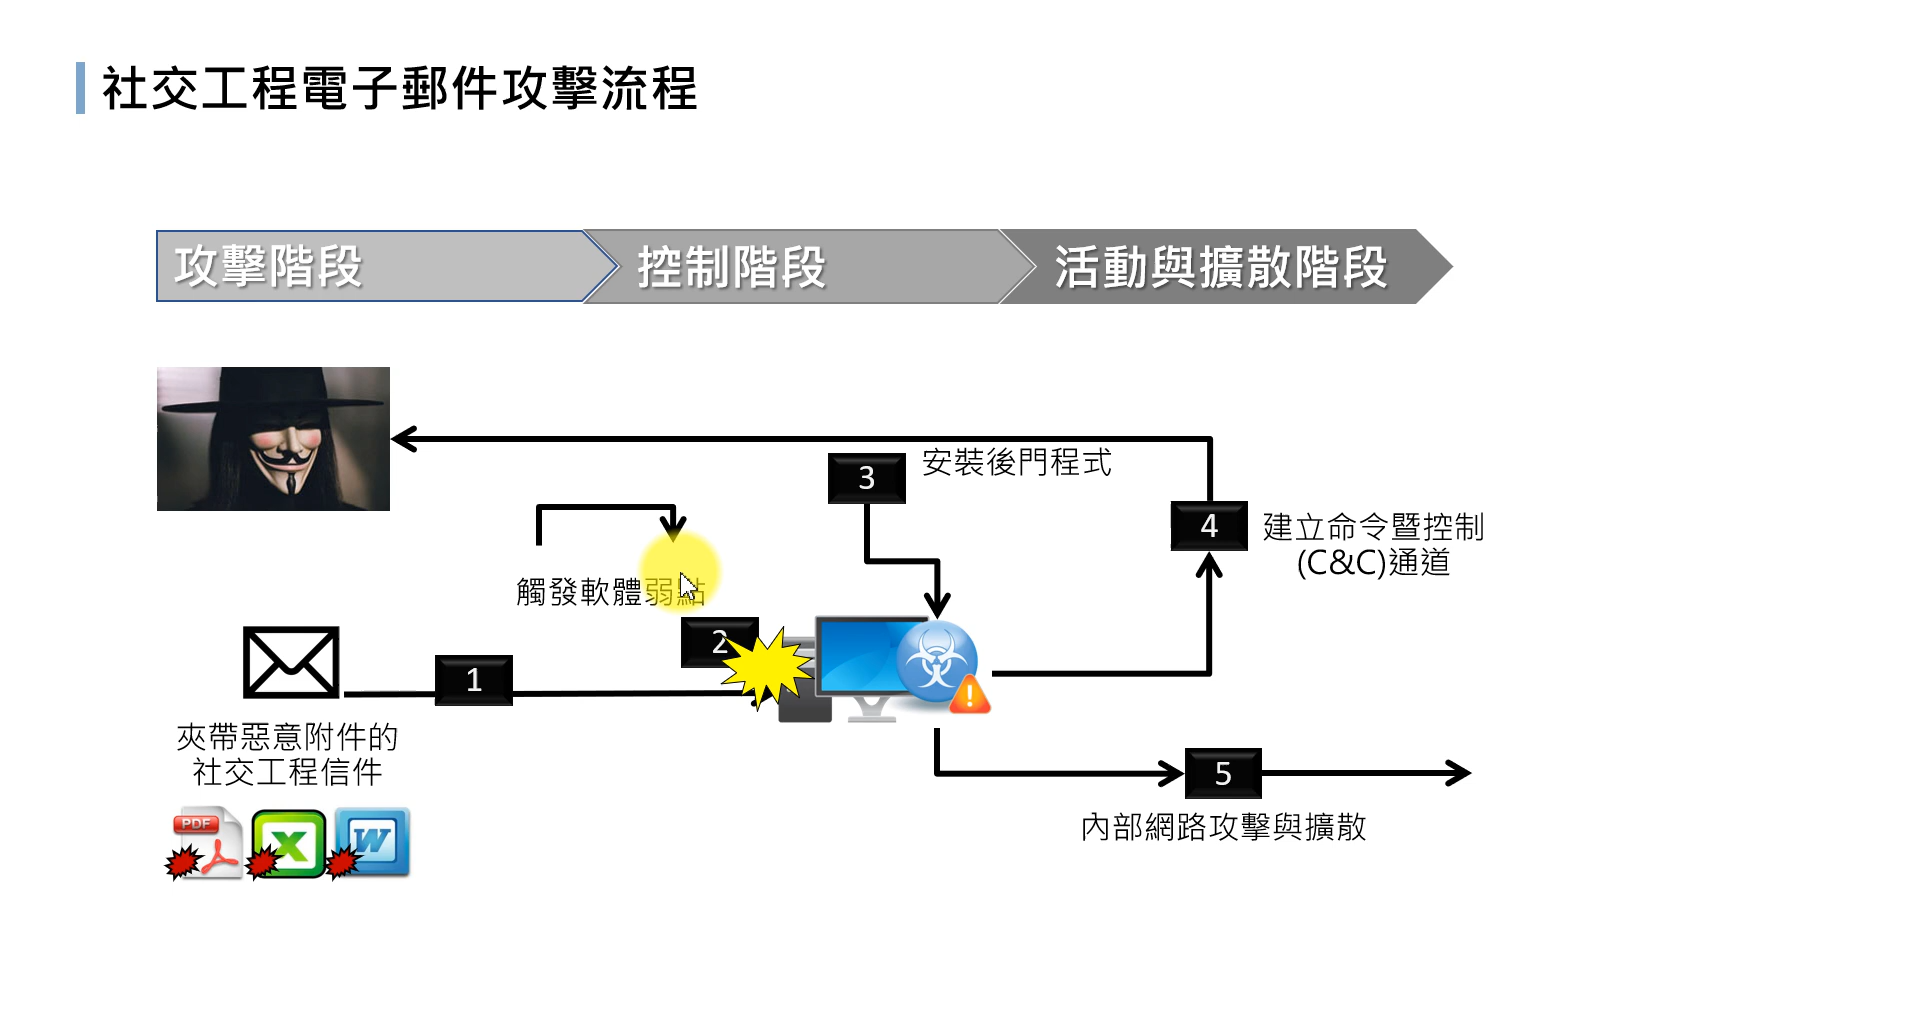 社交工程電子郵件攻擊流程
攻擊階段
控制階段
活動與擴散階段
3
安裝後門程式
4
建立命令暨控制
(C&C)通道
觸發軟體弱點
2
1
夾帶惡意附件的
社交工程信件
5
內部網路攻擊與擴散
PDF
X
W
!